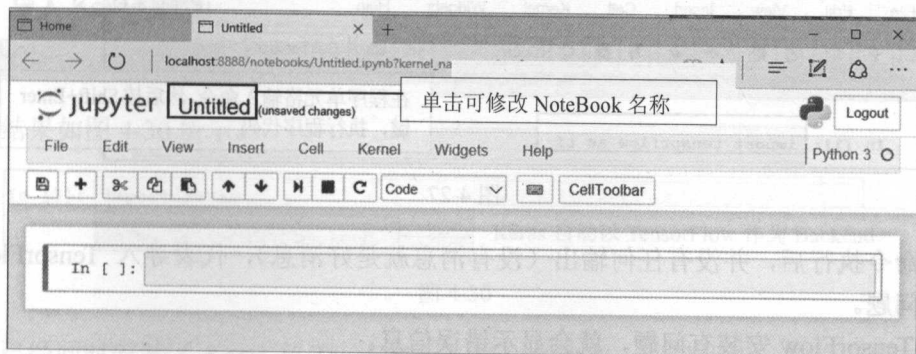 Home
Untitled
localhost:8888/notebooks/Untitled.ipynb?kernel_na
jupyter Untitled (unsaved changes)
单击可修改 NoteBook 名称
Logout
File Edit View Insert Cell Kernel Widgets Help
Python 3
Code
CellToolbar
In [ ]: